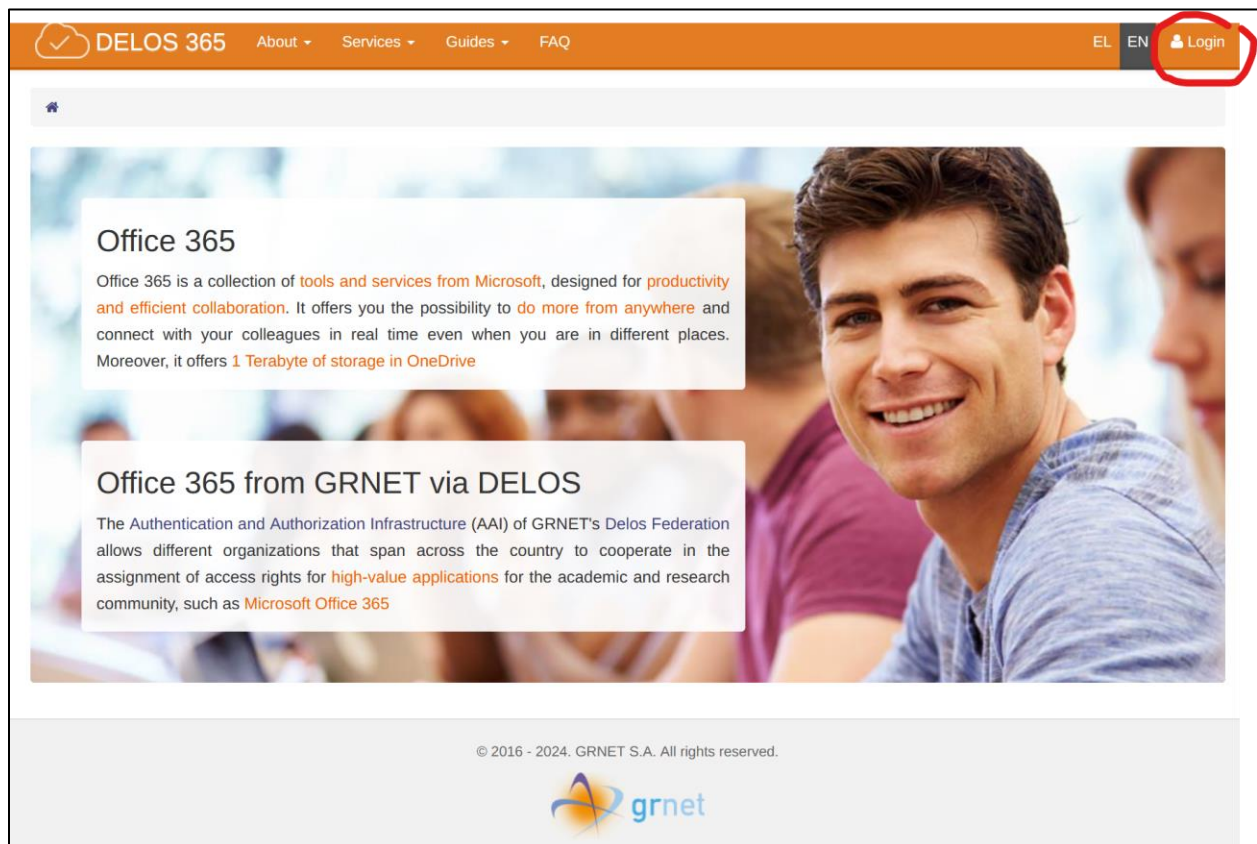 DELOS 365 About Services Guides FAQ EL EN Login
Office 365
Office 365 is a collection of tools and services from Microsoft, designed for productivity
and efficient collaboration. It offers you the possibility to do more from anywhere and
connect with your colleagues in real time even when you are in different places.
Moreover, it offers 1 Terabyte of storage in OneDrive
Office 365 from GRNET via DELOS
The Authentication and Authorization Infrastructure (AAI) of GRNET's Delos Federation
allows different organizations that span across the country to cooperate in the
assignment of access rights for high-value applications for the academic and research
community, such as Microsoft Office 365
© 2016 - 2024. GRNET S.A. All rights reserved.
grnet